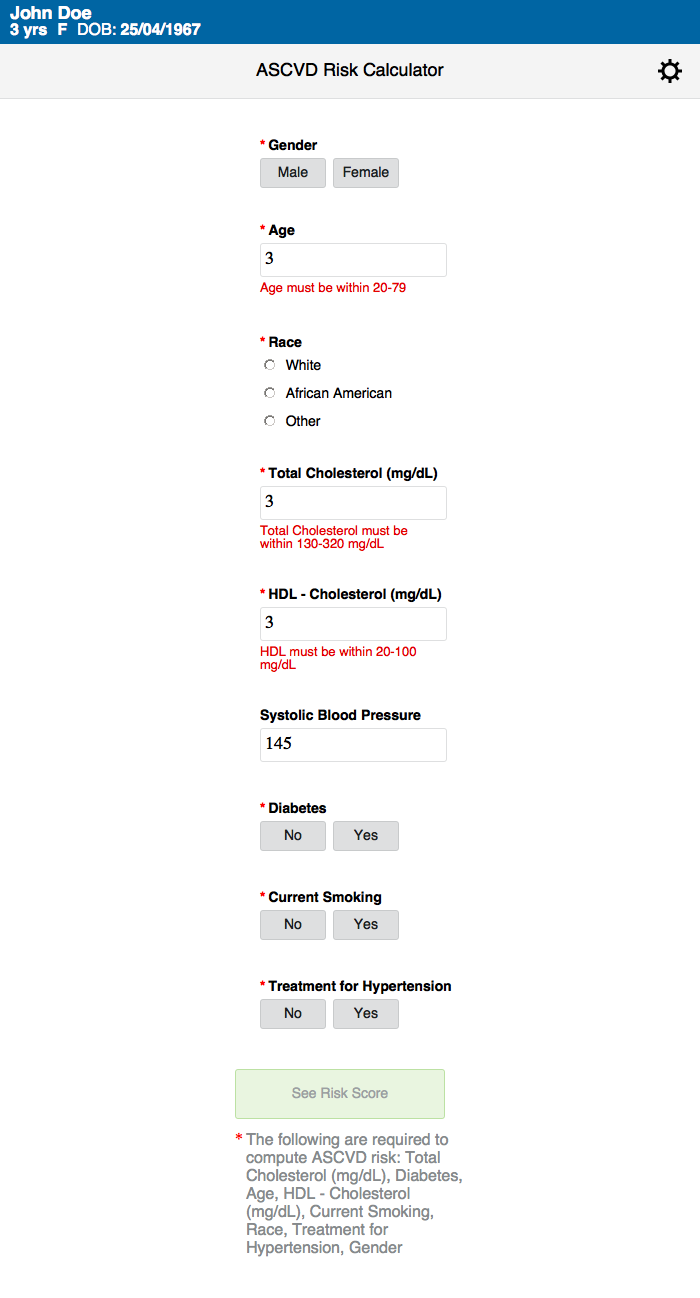 John Doe
3 yrs F DOB: 25/04/1967
ASCVD Risk Calculator
* Gender
Male Female
* Age
3
Age must be within 20-79
* Race
White
African American
Other
* Total Cholesterol (mg/dL)
3
Total Cholesterol must be
within 130-320 mg/dL
* HDL - Cholesterol (mg/dL)
3
HDL must be within 20-100
mg/dL
Systolic Blood Pressure
145
* Diabetes
No Yes
* Current Smoking
No Yes
* Treatment for Hypertension
No Yes
See Risk Score
* The following are required to
compute ASCVD risk: Total
Cholesterol (mg/dL), Diabetes,
Age, HDL - Cholesterol
(mg/dL), Current Smoking,
Race, Treatment for
Hypertension, Gender